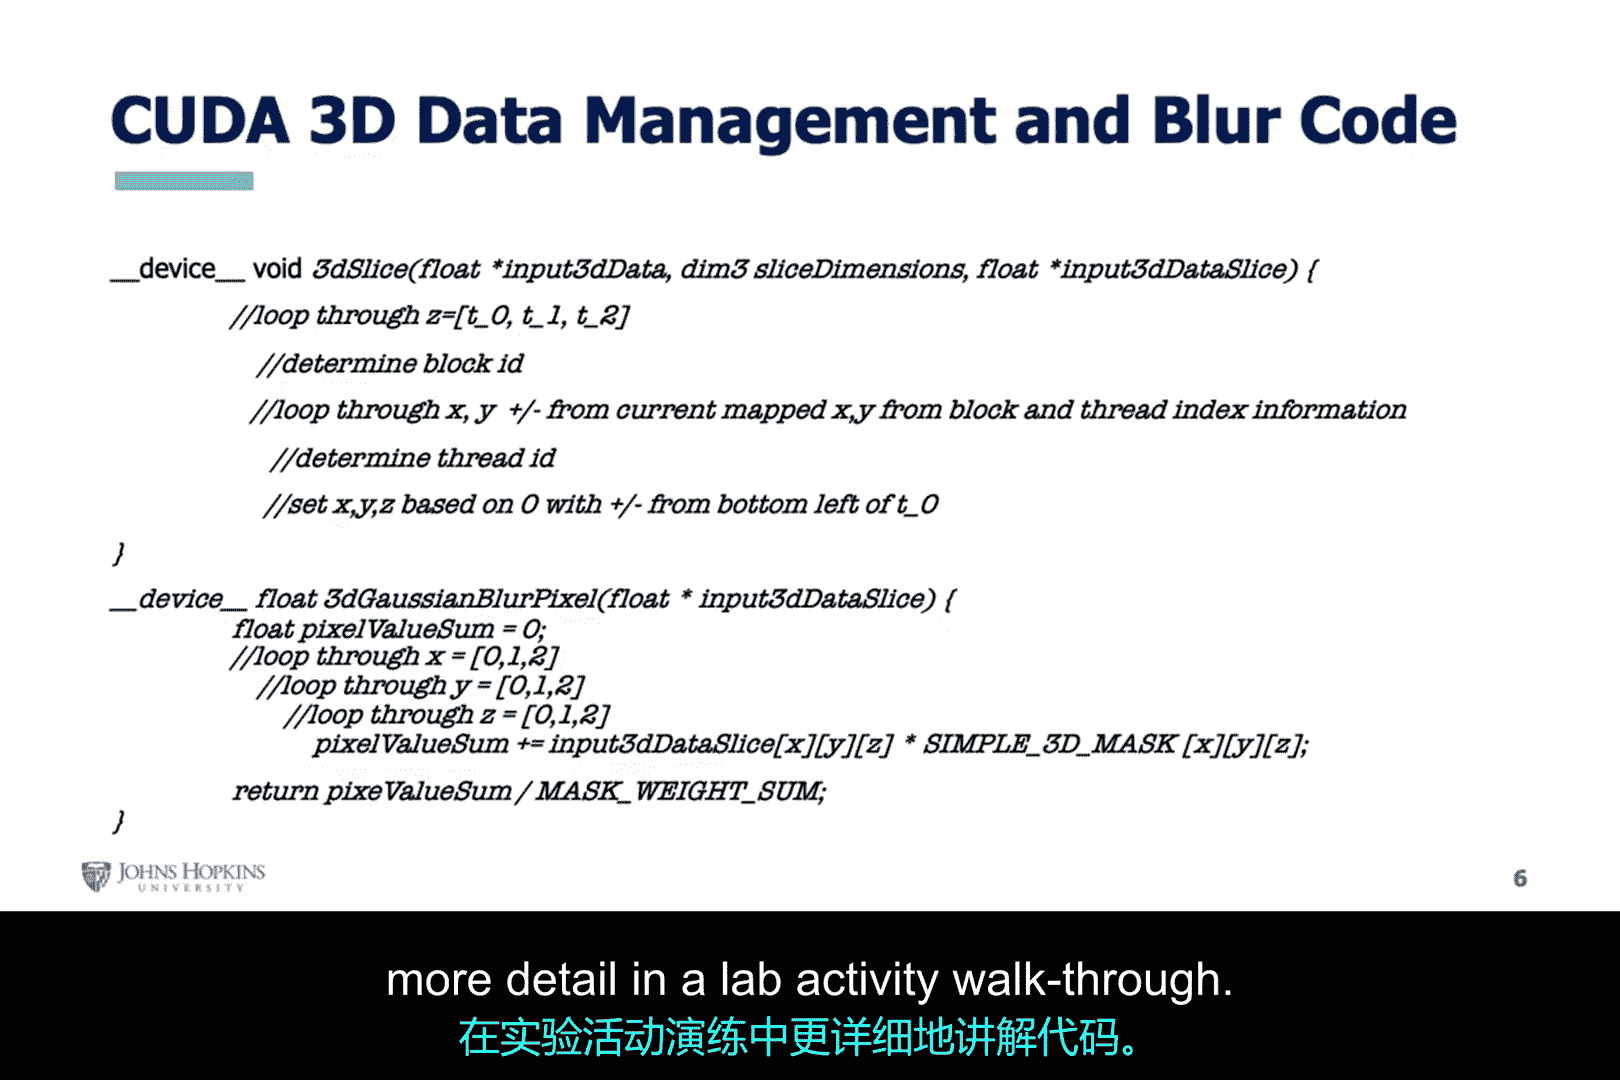 CUDA 3D Data Management and Blur Code
__device__ void 3dSlice(float *input3dData, dim3 sliceDimensions, float *input3dDataSlice) {
//loop through z=[t_0, t_1, t_2]
//determine block id
//loop through x, y +/- from current mapped x,y from block and thread index information
//determine thread id
//set x,y,z based on 0 with +/- from bottom left of t_0
}
__device__ float 3dGaussianBlurPixel(float * input3dDataSlice) {
float pixelValueSum = 0;
//loop through x = [0,1,2]
//loop through y = [0,1,2]
//loop through z = [0,1,2]
pixelValueSum += input3dDataSlice[x][y][z] * SIMPLE_3D_MASK [x][y][z];
return pixeValueSum / MASK_WEIGHT_SUM;
}
JOHNS HOPKINS
UNIVERSITY
6
more detail in a lab activity walk-through.
在实验活动演练中更详细地讲解代码。